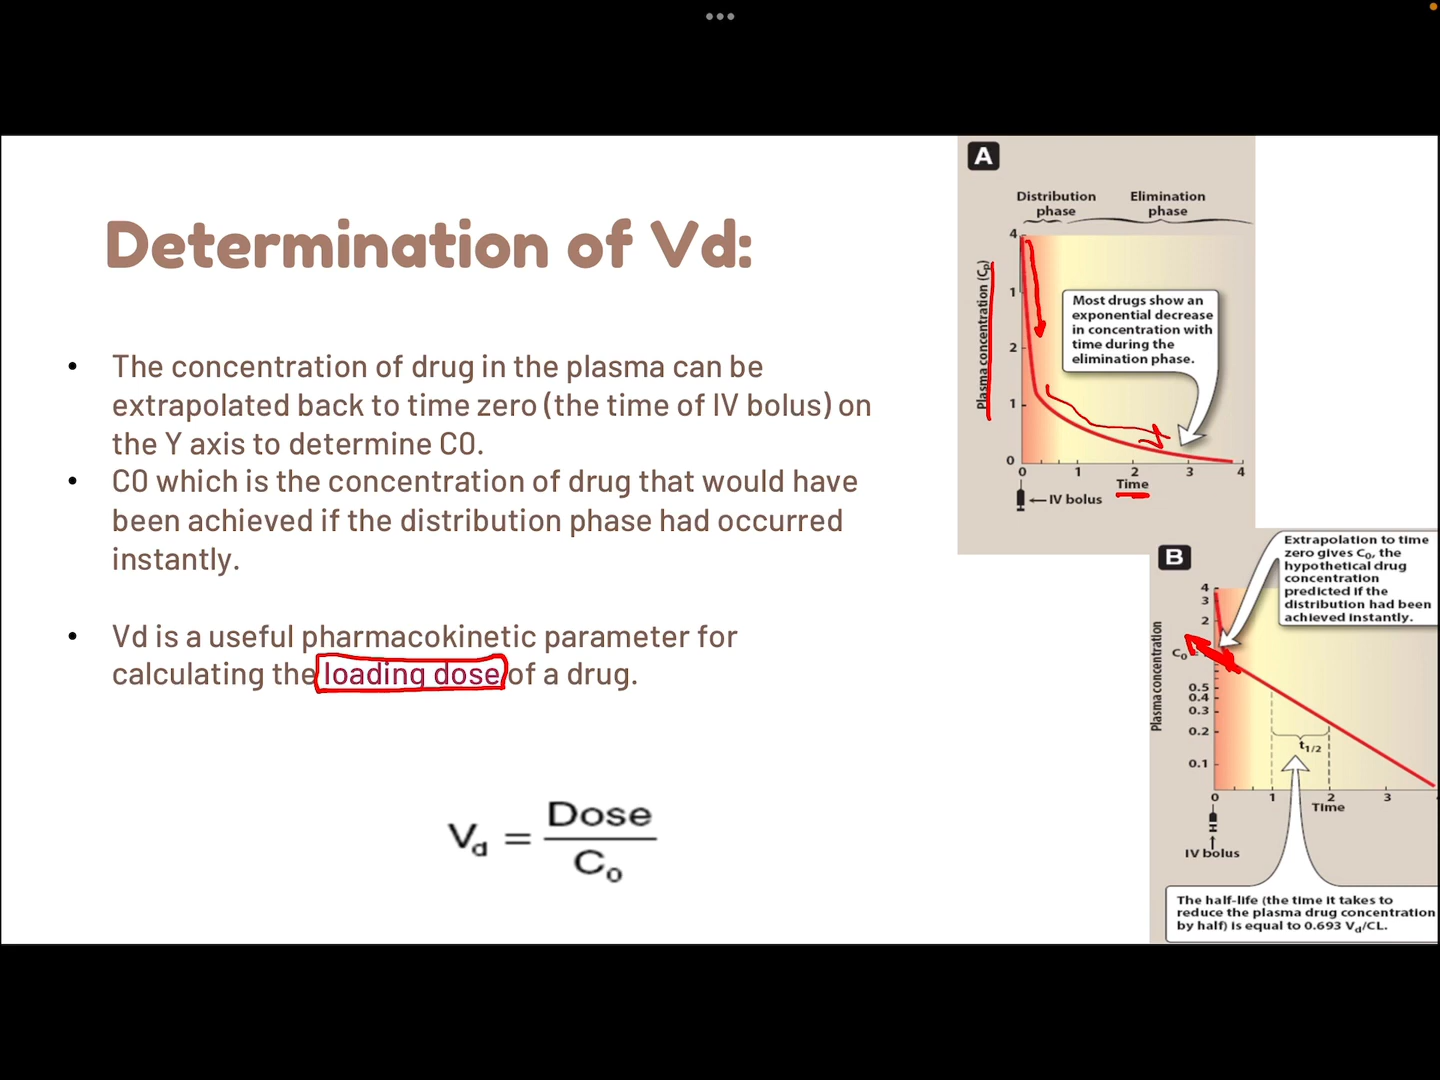 Determination of Vd:
• The concentration of drug in the plasma can be
extrapolated back to time zero (the time of IV bolus) on
the Y axis to determine C0.
• C0 which is the concentration of drug that would have
been achieved if the distribution phase had occurred
instantly.
• Vd is a useful pharmacokinetic parameter for
calculating the loading dose of a drug.
Vd = Dose / C0
A
Distribution phase
Elimination phase
Plasma concentration (Cp)
4
1
2
1
0
Most drugs show an
exponential decrease
in concentration with
time during the
elimination phase.
0 1 2 3 4
Time
IV bolus
B
Extrapolation to time
zero gives C0, the
hypothetical drug
concentration
predicted if the
distribution had been
achieved instantly.
Plasma concentration
4
3
2
C0
0.5
0.4
0.3
0.2
0.1
t1/2
0 1 2 3
Time
IV bolus
The half-life (the time it takes to
reduce the plasma drug concentration
by half) is equal to 0.693 Vd/CL.